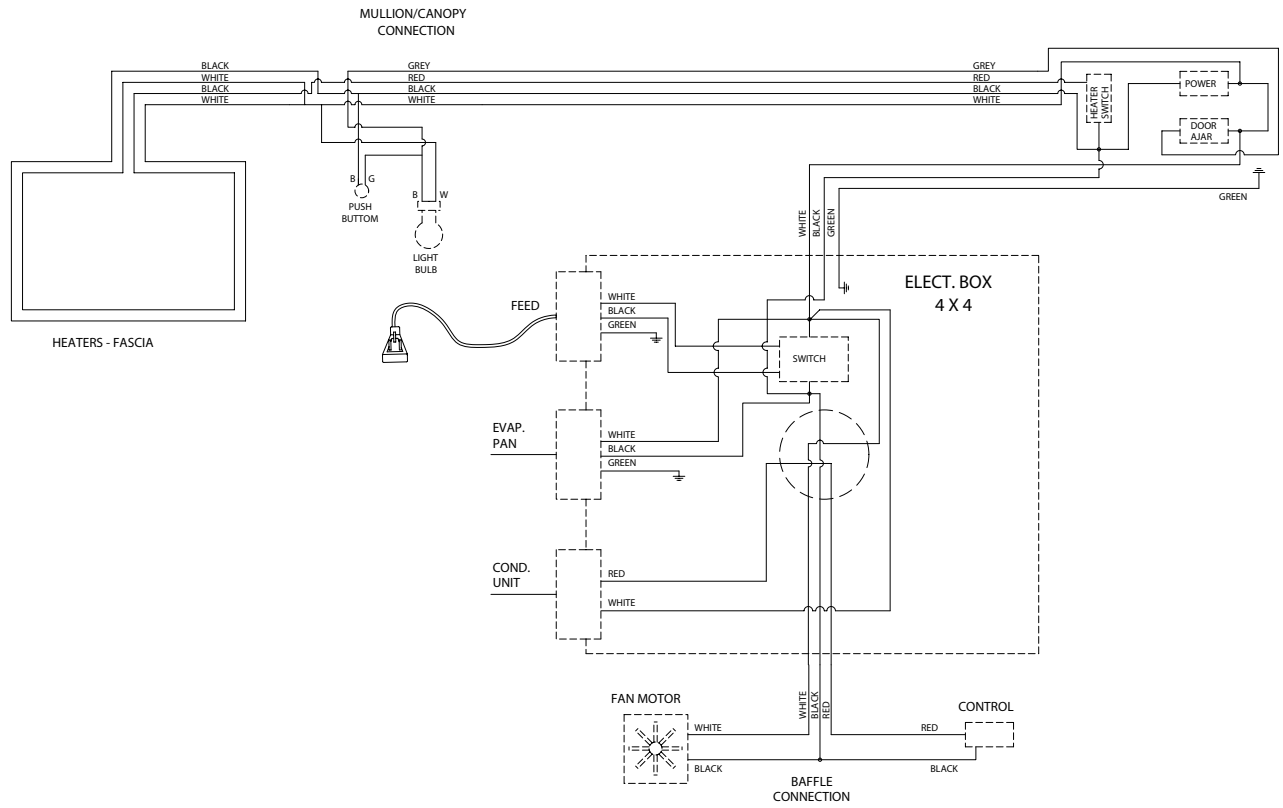 MULLION/CANOPY
CONNECTION
BLACK
WHITE
BLACK
WHITE
GREY
RED
BLACK
WHITE
GREY
RED
BLACK
WHITE
HEATER
SWITCH
POWER
DOOR
AJAR
B G
PUSH
BUTTOM
B W
LIGHT
BULB
GREEN
WHITE
BLACK
GREEN
HEATERS - FASCIA
ELECT. BOX
4 X 4
FEED
WHITE
BLACK
GREEN
SWITCH
EVAP.
PAN
WHITE
BLACK
GREEN
COND.
UNIT
RED
WHITE
FAN MOTOR
WHITE
BLACK
WHITE
BLACK
RED
CONTROL
RED
BLACK
BAFFLE
CONNECTION